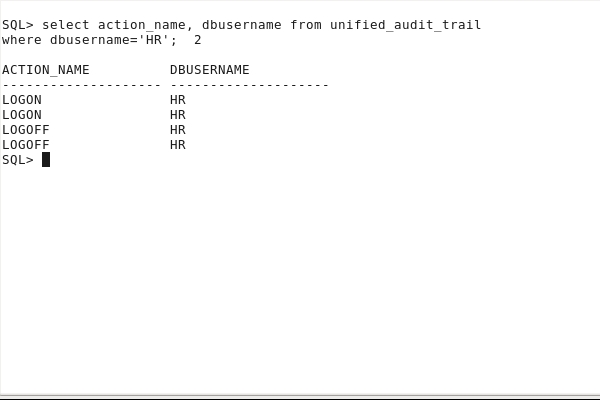 SQL> select action_name, dbusername from unified_audit_trail
where dbusername='HR';  2
ACTION_NAME          DBUSERNAME
-------------------- --------------------
LOGON                HR
LOGON                HR
LOGOFF               HR
LOGOFF               HR
SQL>